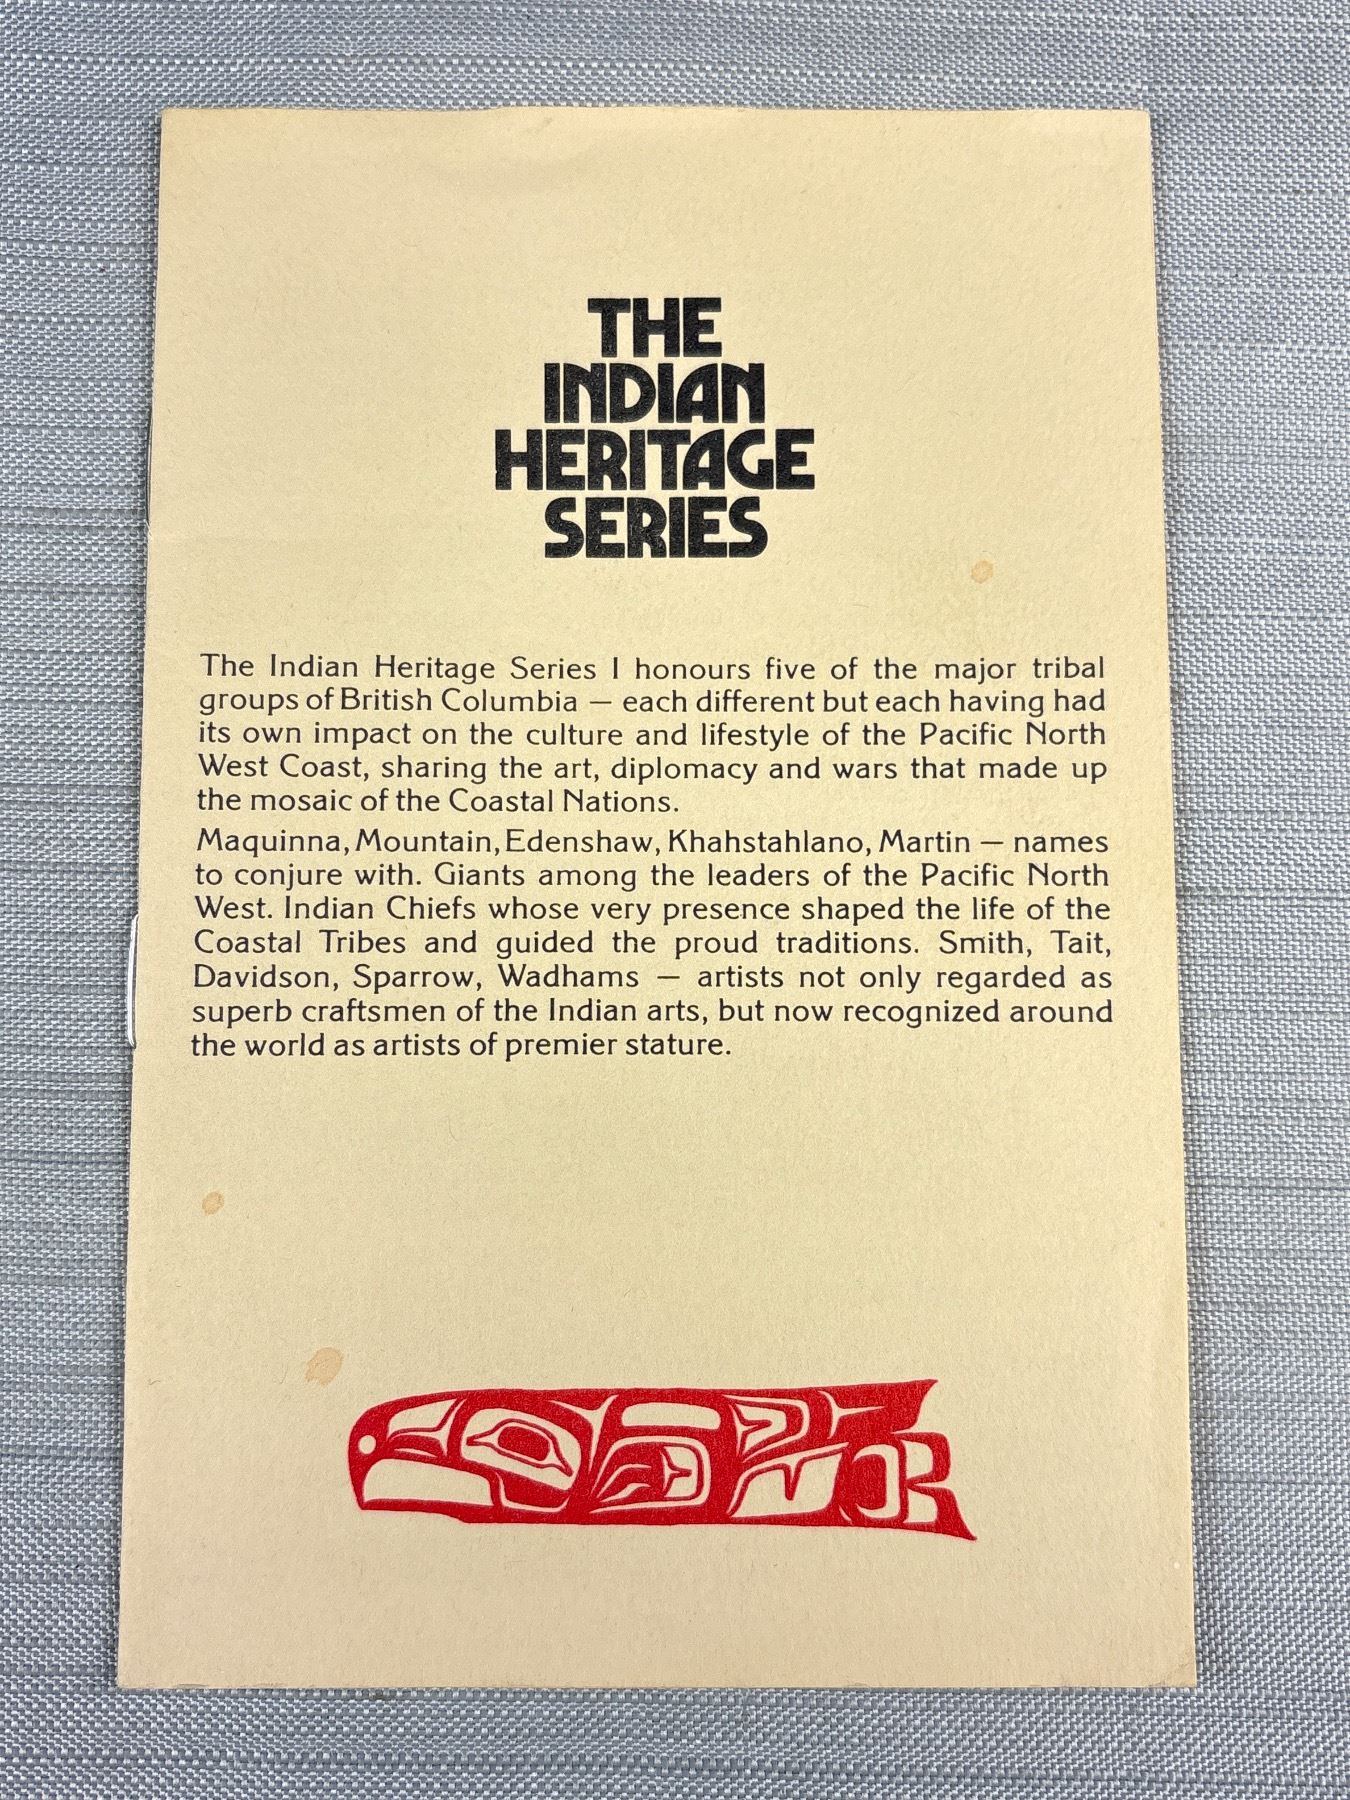 THE
INDIAN
HERITAGE
SERIES
The Indian Heritage Series I honours five of the major tribal
groups of British Columbia — each different but each having had
its own impact on the culture and lifestyle of the Pacific North
West Coast, sharing the art, diplomacy and wars that made up
the mosaic of the Coastal Nations.
Maquinna, Mountain, Edenshaw, Khahstahlano, Martin — names
to conjure with. Giants among the leaders of the Pacific North
West. Indian Chiefs whose very presence shaped the life of the
Coastal Tribes and guided the proud traditions. Smith, Tait,
Davidson, Sparrow, Wadhams — artists not only regarded as
superb craftsmen of the Indian arts, but now recognized around
the world as artists of premier stature.